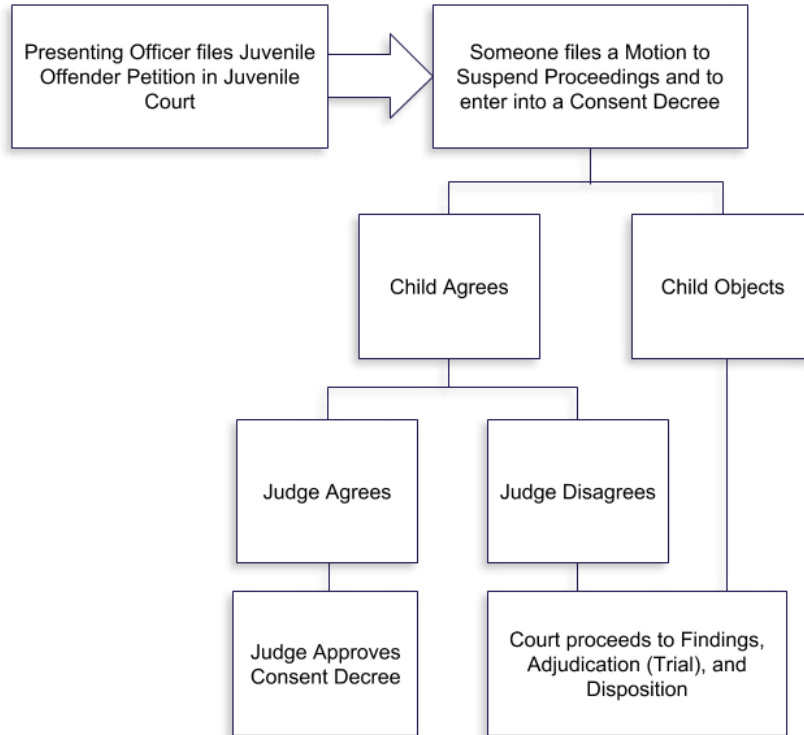 Presenting Officer files Juvenile
Offender Petition in Juvenile
Court
Someone files a Motion to
Suspend Proceedings and to
enter into a Consent Decree
Child Agrees
Child Objects
Judge Agrees
Judge Disagrees
Judge Approves
Consent Decree
Court proceeds to Findings,
Adjudication (Trial), and
Disposition